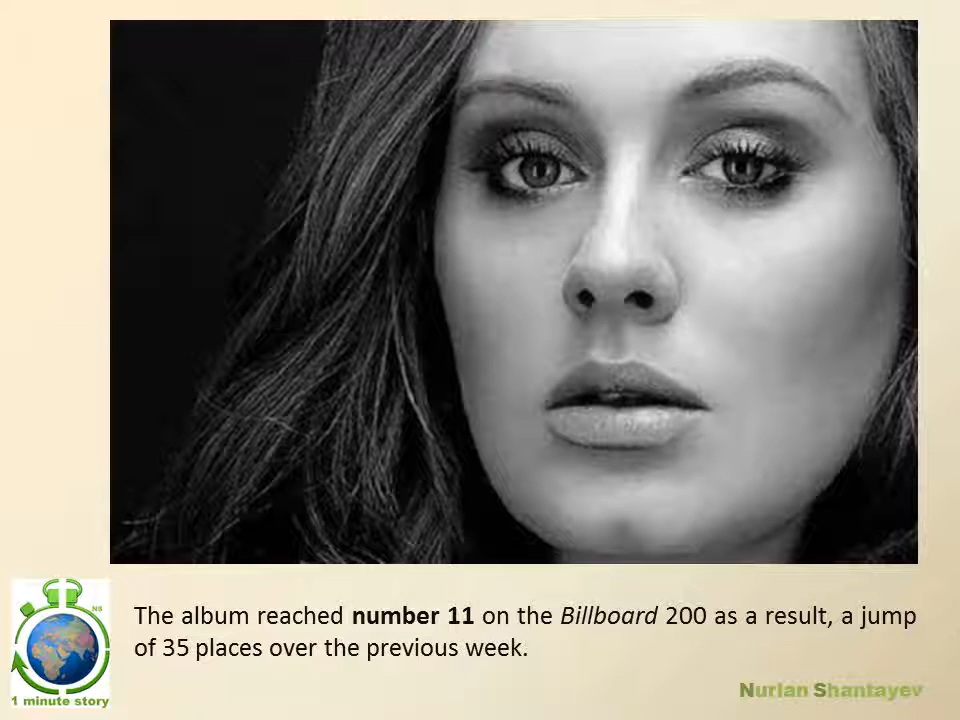 The album reached number 11 on the Billboard 200 as a result, a jump
of 35 places over the previous week.
NS
1 minute story
Nurlan Shantayev